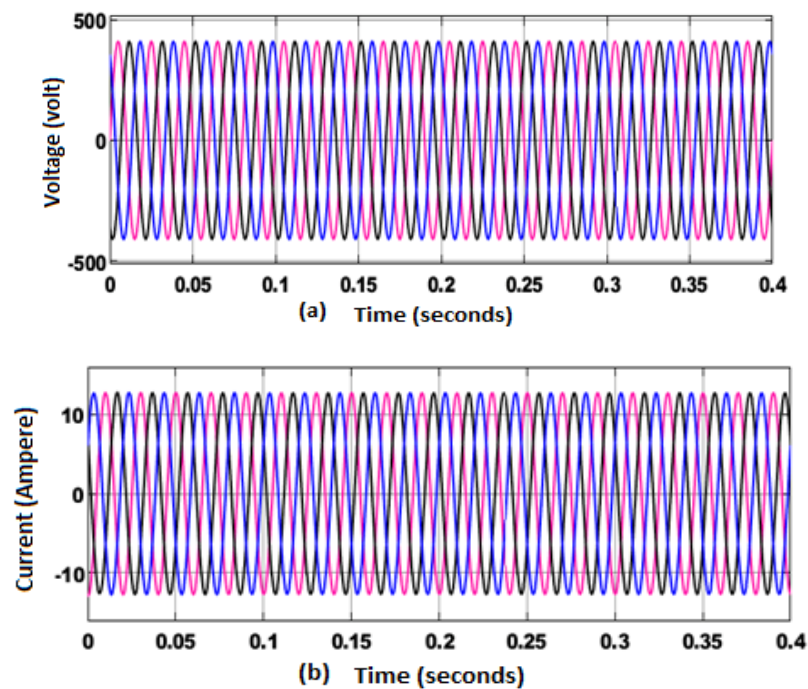 500
0
-500
Voltage (volt)
0 0.05 0.1 0.15 0.2 0.25 0.3 0.35 0.4
(a) Time (seconds)
10
0
-10
Current (Ampere)
0 0.05 0.1 0.15 0.2 0.25 0.3 0.35 0.4
(b) Time (seconds)